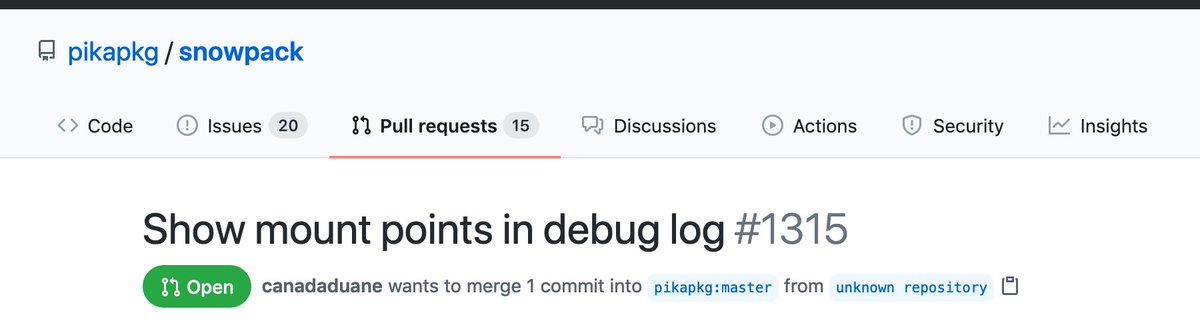 pikapkg / snowpack
Code Issues 20 Pull requests 15 Discussions Actions Security Insights
Show mount points in debug log #1315
Open canadaduane wants to merge 1 commit into pikapkg:master from unknown repository